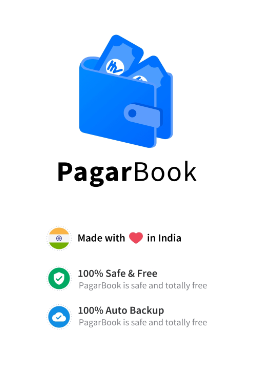 PagarBook
Made with ❤️ in India
100% Safe & Free
PagarBook is safe and totally free
100% Auto Backup
PagarBook is safe and totally free